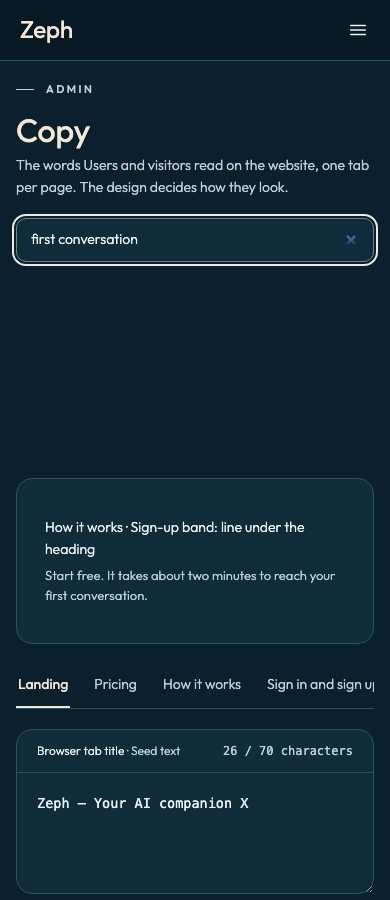 Zeph
— ADMIN
Copy
The words Users and visitors read on the website, one tab
per page. The design decides how they look.
first conversation
How it works · Sign-up band: line under the
heading
Start free. It takes about two minutes to reach your
first conversation.
Landing Pricing How it works Sign in and sign up
Browser tab title · Seed text 26 / 70 characters
Zeph — Your AI companion X